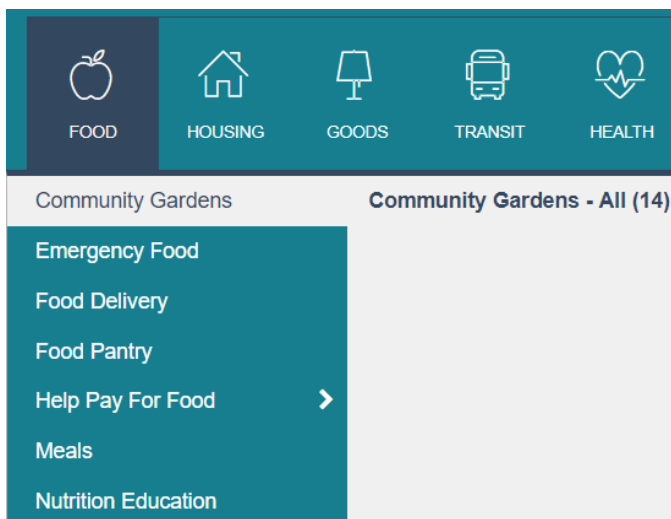 FOOD
HOUSING
GOODS
TRANSIT
HEALTH
Community Gardens
Community Gardens - All (14)
Emergency Food
Food Delivery
Food Pantry
Help Pay For Food
Meals
Nutrition Education